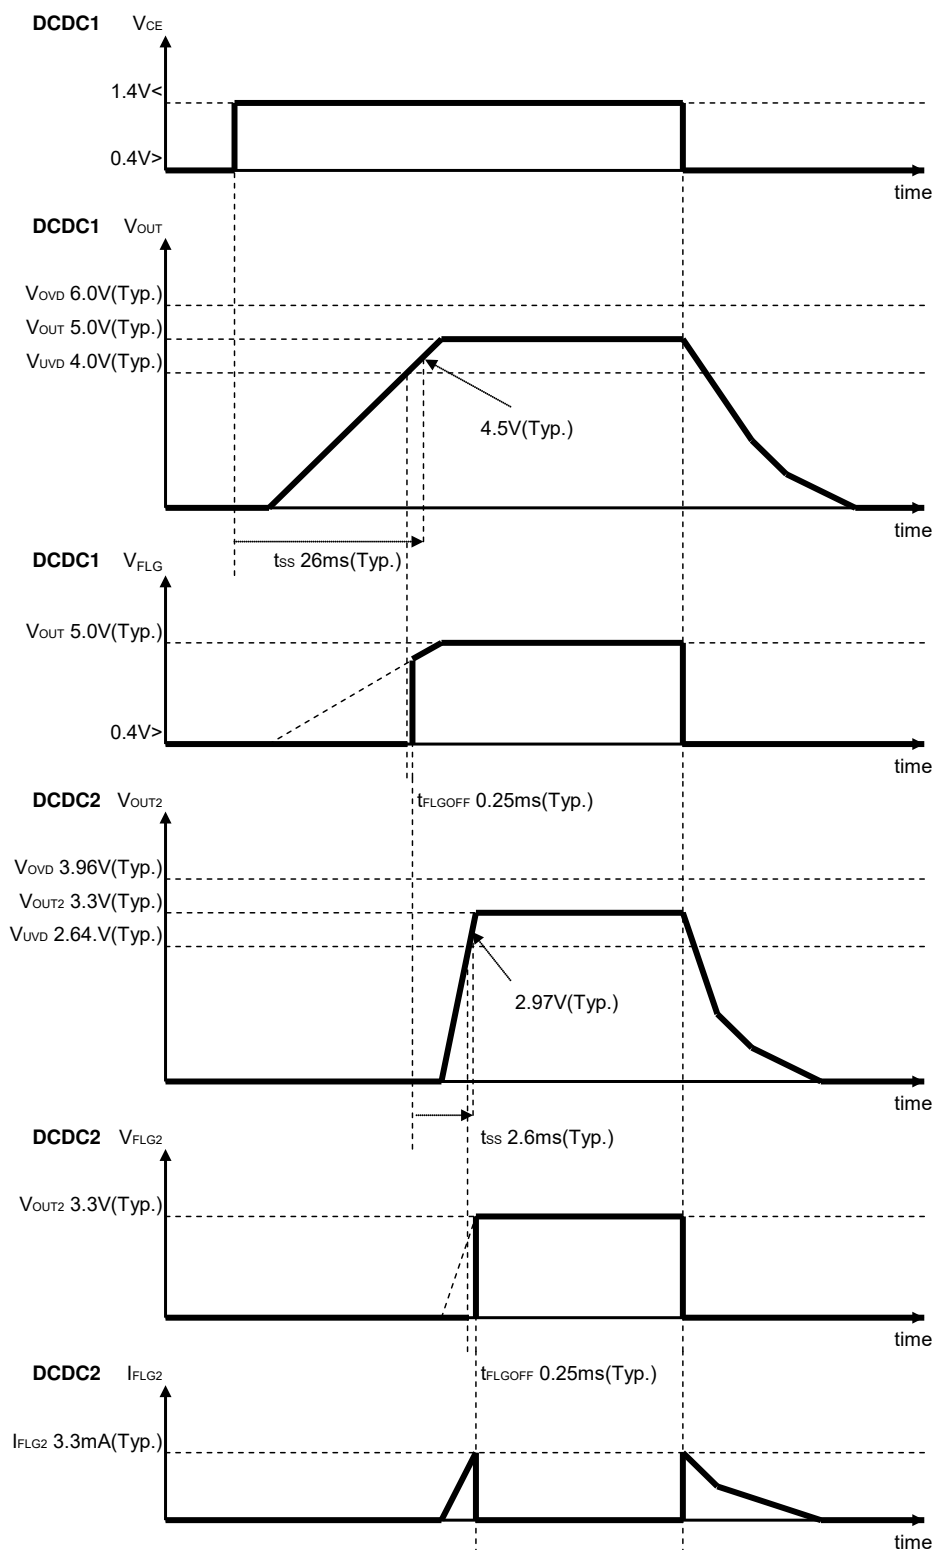 DCDC1 VCE
1.4V<
0.4V>
time
DCDC1 VOUT
VOVD 6.0V(Typ.)
VOUT 5.0V(Typ.)
VUVD 4.0V(Typ.)
4.5V(Typ.)
time
tSS 26ms(Typ.)
DCDC1 VFLG
VOUT 5.0V(Typ.)
0.4V>
time
tFLGOFF 0.25ms(Typ.)
DCDC2 VOUT2
VOVD 3.96V(Typ.)
VOUT2 3.3V(Typ.)
VUVD 2.64.V(Typ.)
2.97V(Typ.)
time
tSS 2.6ms(Typ.)
DCDC2 VFLG2
VOUT2 3.3V(Typ.)
time
tFLGOFF 0.25ms(Typ.)
DCDC2 IFLG2
IFLG2 3.3mA(Typ.)
time